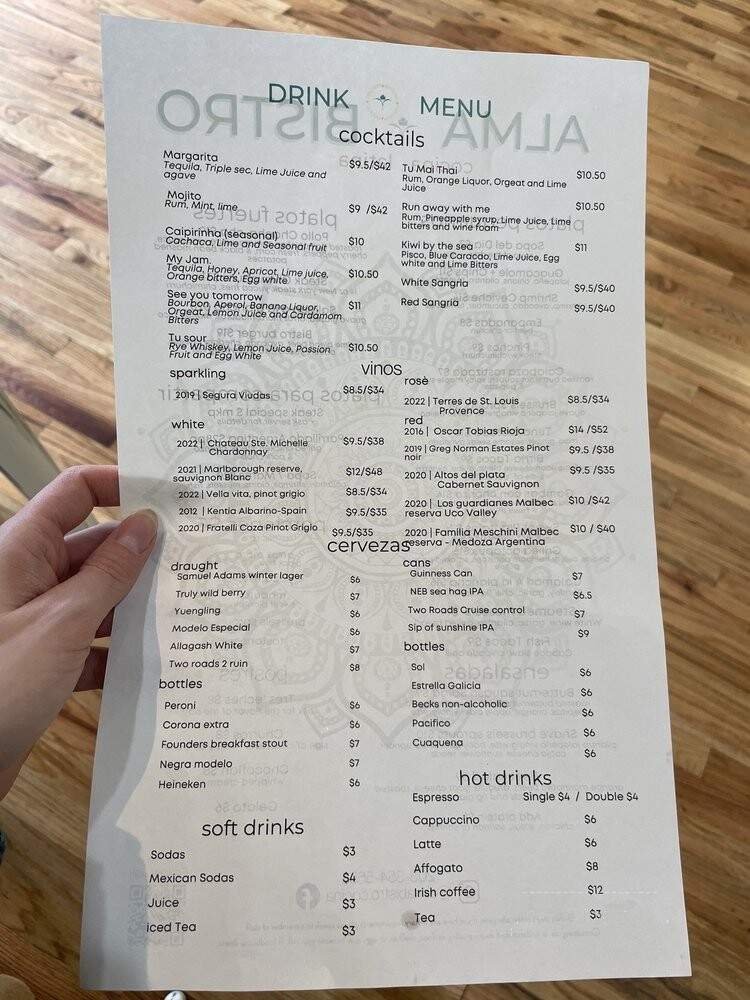 DRINK MENU
ALMA BISTRO
cocktails
Margarita $9.5/$42
Tequila, Triple sec, Lime Juice and
agave
Mojito
Rum, Mint, lime $9 /$42
Caipirinha (seasonal)
Cachaca, Lime and Seasonal fruit $10
My Jam
Tequila, Honey, Apricot, Lime juice, $10.50
Orange bitters, Egg white
See you tomorrow
Bourbon, Aperol, Banana Liquor, $11
Orgeat, Lemon Juice and Cardamom
Bitters
Tu sour
Rye Whiskey, Lemon Juice, Passion $10.50
Fruit and Egg White
Tu Mai Thai $10.50
Rum, Orange Liquor, Orgeat and Lime
Juice
Run away with me $10.50
Rum, Pineapple syrup, Lime Juice, Lime
bitters and wine foam
Kiwi by the sea $11
Pisco, Blue Caracao, Lime Juice, Egg
white and Lime Bitters
White Sangria $9.5/$40
Red Sangria $9.5/$40
vinos
sparkling
2019 | Segura Viudas $8.5/$34
white
2022 | Chateau Ste. Michelle $9.5/$38
Chardonnay
2021 | Marlborough reserve, $12/$48
sauvignon Blanc
2022 | Vella vita, pinot grigio $8.5/$34
2012 | Kentia Albarino-Spain $9.5/$35
2020 | Fratelli Coza Pinot Grigio $9.5/$35
rosè
2022 | Terres de St. Louis $8.5/$34
Provence
red
2016 | Oscar Tobias Rioja $14 /$52
2019 | Greg Norman Estates Pinot $9.5 /$38
noir
2020 | Altos del plata $9.5 /$35
Cabernet Sauvignon
2020 | Los guardianes Malbec $10 /$42
reserva Uco Valley
2020 | Familia Meschini Malbec $10 / $40
reserva - Medoza Argentina
cervezas
draught
Samuel Adams winter lager $6
Truly wild berry $7
Yuengling $6
Modelo Especial $6
Allagash White $7
Two roads 2 ruin $8
bottles
Peroni $6
Corona extra $6
Founders breakfast stout $7
Negra modelo $7
Heineken $6
cans
Guinness Can $7
NEB sea hag IPA $6.5
Two Roads Cruise control $7
Sip of sunshine IPA $9
bottles
Sol $6
Estrella Galicia $6
Becks non-alcoholic $6
Pacifico $6
Cuaquena $6
soft drinks
Sodas $3
Mexican Sodas $4
Juice $3
iced Tea $3
hot drinks
Espresso Single $4 / Double $4
Cappuccino $6
Latte $6
Affogato $8
Irish coffee $12
Tea $3